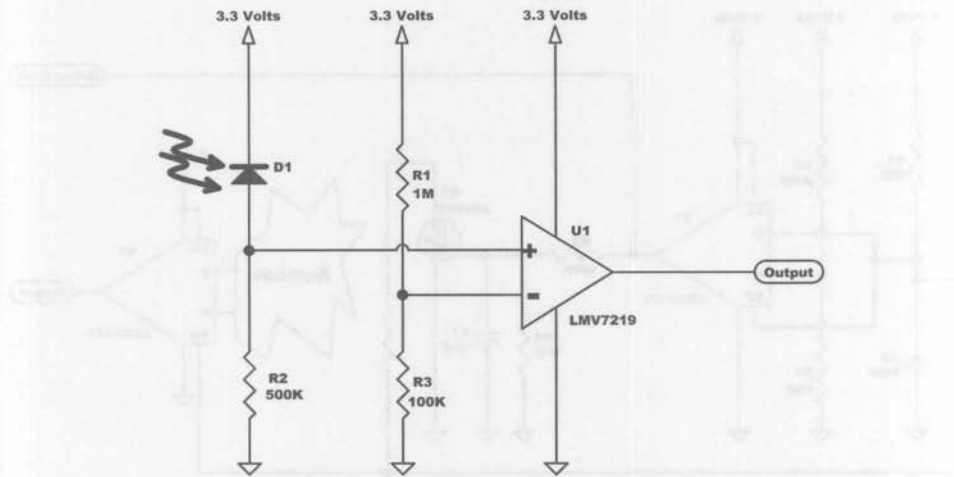 3.3 Volts
3.3 Volts
3.3 Volts
D1
R1
1M
U1
+
-
Output
LMV7219
R2
500K
R3
100K